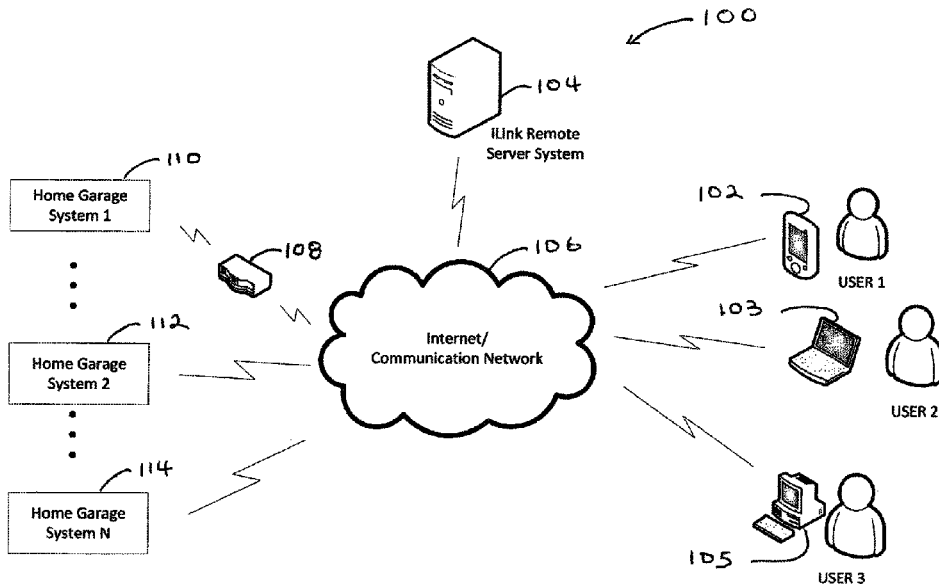 100
104
iLink Remote
Server System
110
Home Garage
System 1
108
106
102
USER 1
103
112
Home Garage
System 2
Internet/
Communication Network
USER 2
114
Home Garage
System N
105
USER 3